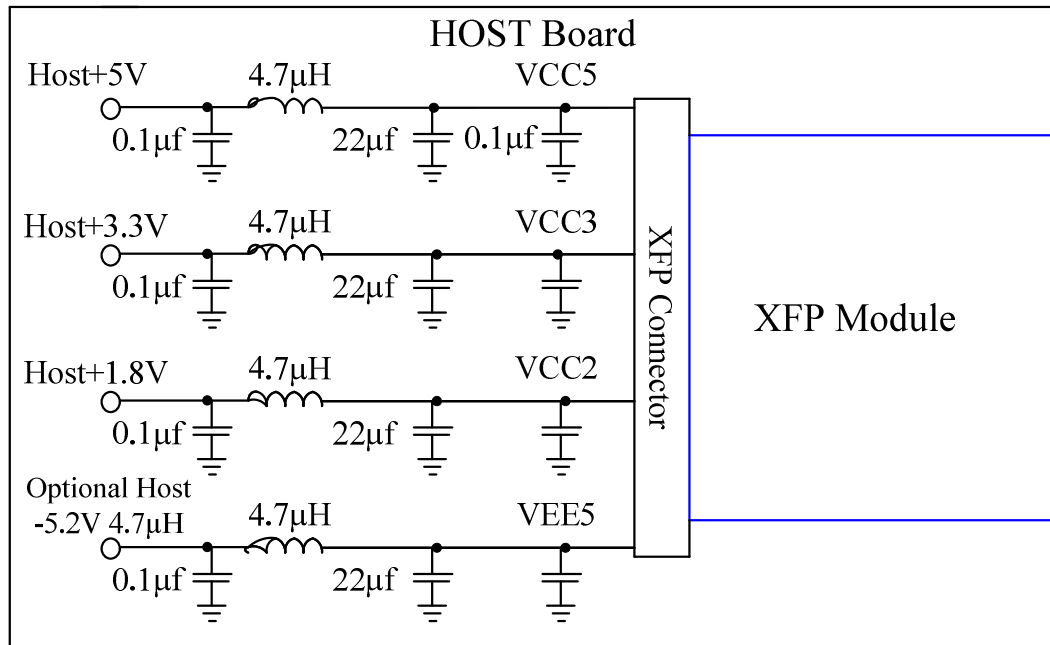 HOST Board
Host+5V
4.7μH
VCC5
0.1μf
22μf
0.1μf
Host+3.3V
4.7μH
VCC3
0.1μf
22μf
XFP Connector
XFP Module
Host+1.8V
4.7μH
VCC2
0.1μf
22μf
Optional Host
-5.2V 4.7μH
4.7μH
VEE5
0.1μf
22μf